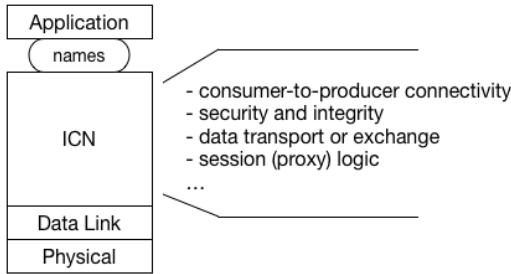 Application
names
ICN
- consumer-to-producer connectivity
- security and integrity
- data transport or exchange
- session (proxy) logic
...
Data Link
Physical